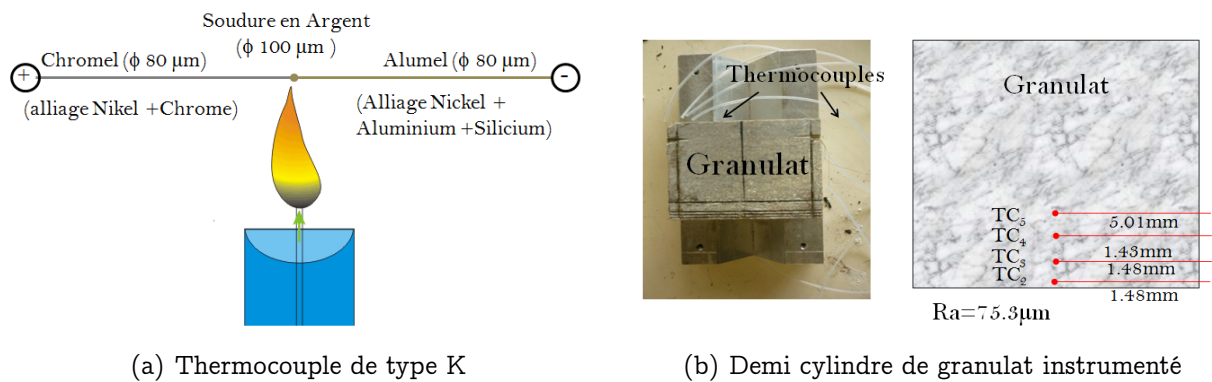 Soudure en Argent
(ϕ 100 µm )
Chromel (ϕ 80 µm)
Alumel (ϕ 80 µm)
+
-
(alliage Nikel +Chrome)
(Alliage Nickel +
Aluminium +Silicium)
(a) Thermocouple de type K
Thermocouples
Granulat
Granulat
TC5
5.01mm
TC4
1.43mm
TC3
1.48mm
TC2
1.48mm
Ra=75.3µm
(b) Demi cylindre de granulat instrumenté